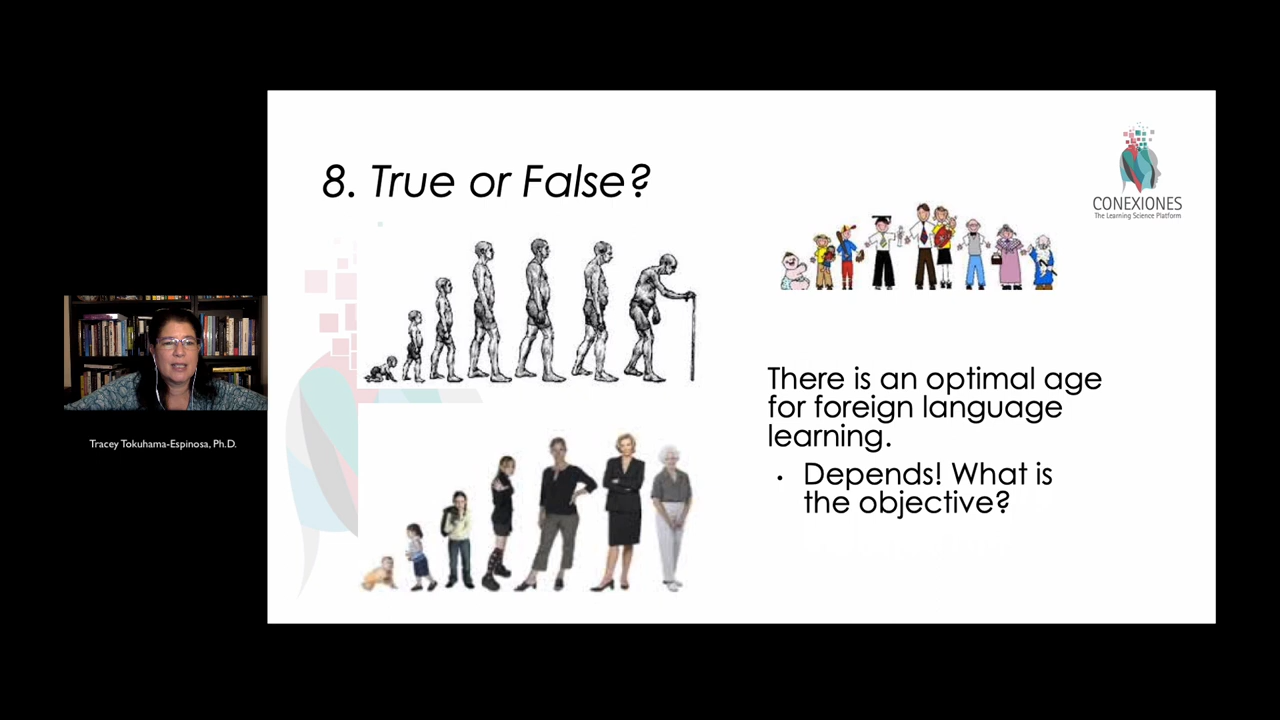 8. True or False?
CONEXIONES
The Learning Science Platform
There is an optimal age
for foreign language
learning.
• Depends! What is
the objective?
Tracey Tokuhama-Espinosa, Ph.D.